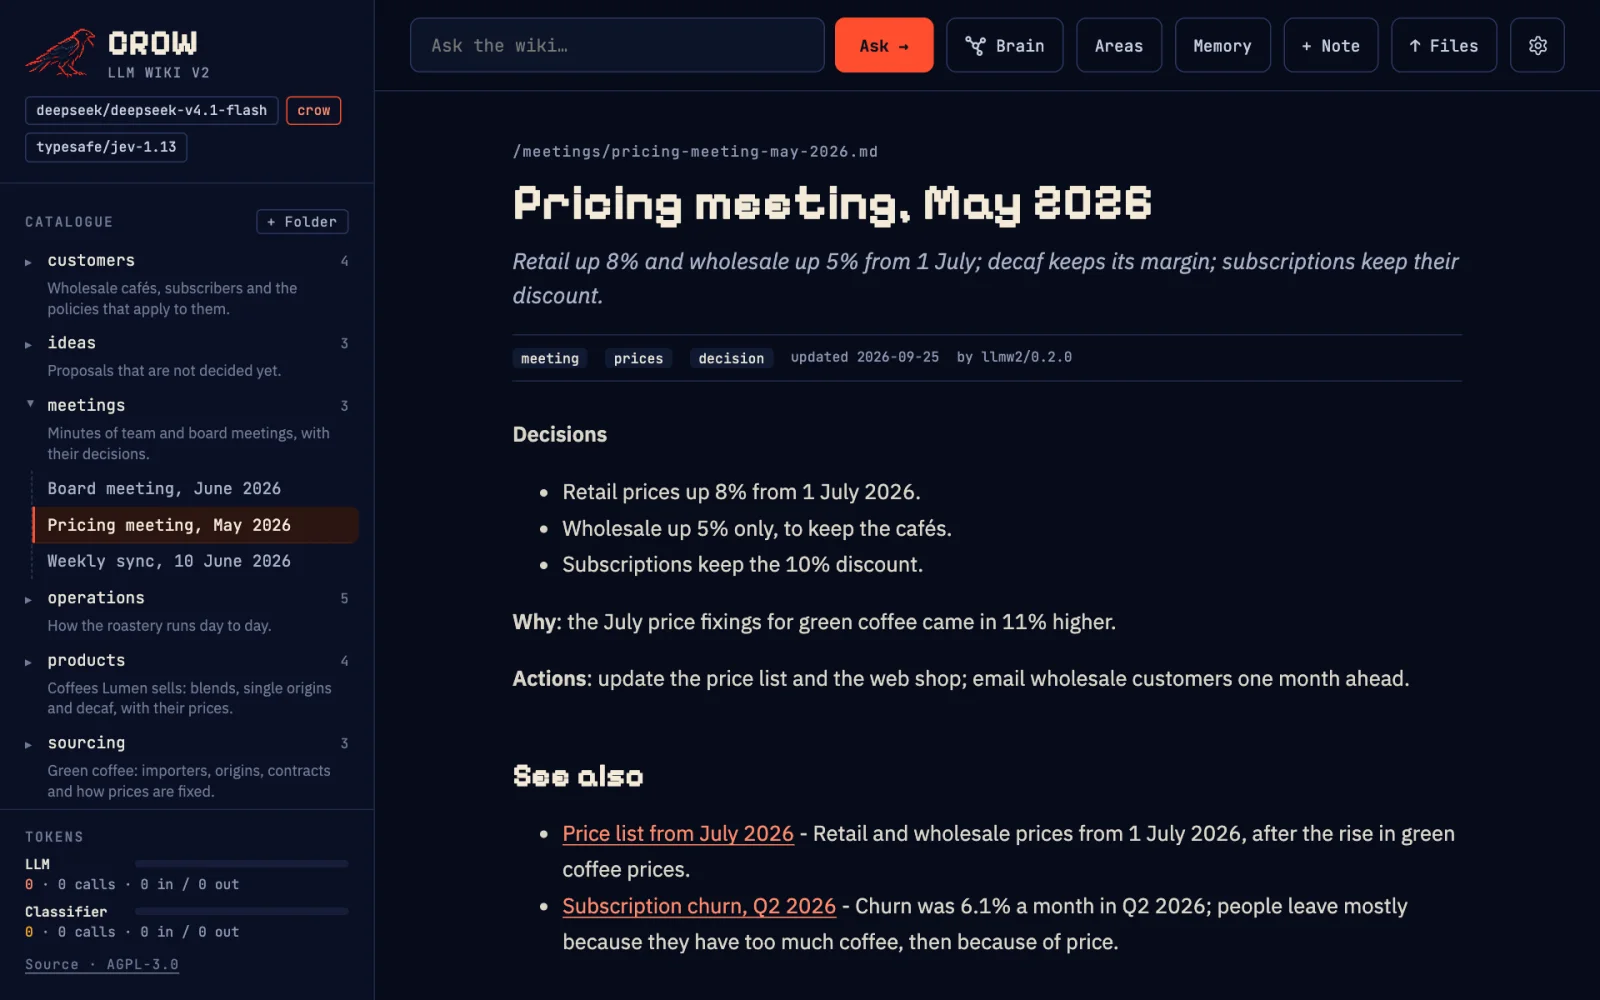 CROW
LLM WIKI V2
deepseek/deepseek-v4.1-flash
crow
typesafe/jev-1.13
CATALOGUE
+ Folder
▸ customers 4
Wholesale cafés, subscribers and the
policies that apply to them.
▸ ideas 3
Proposals that are not decided yet.
▾ meetings 3
Minutes of team and board meetings, with
their decisions.
Board meeting, June 2026
Pricing meeting, May 2026
Weekly sync, 10 June 2026
▸ operations 5
How the roastery runs day to day.
▸ products 4
Coffees Lumen sells: blends, single origins
and decaf, with their prices.
▸ sourcing 3
Green coffee: importers, origins, contracts
and how prices are fixed.
TOKENS
LLM
0 · 0 calls · 0 in / 0 out
Classifier
0 · 0 calls · 0 in / 0 out
Source · AGPL-3.0
Ask the wiki…
Ask →
Brain
Areas
Memory
+ Note
↑ Files
/meetings/pricing-meeting-may-2026.md
Pricing meeting, May 2026
Retail up 8% and wholesale up 5% from 1 July; decaf keeps its margin; subscriptions keep their
discount.
meeting prices decision updated 2026-09-25 by llmw2/0.2.0
Decisions
• Retail prices up 8% from 1 July 2026.
• Wholesale up 5% only, to keep the cafés.
• Subscriptions keep the 10% discount.
Why: the July price fixings for green coffee came in 11% higher.
Actions: update the price list and the web shop; email wholesale customers one month ahead.
See also
• Price list from July 2026 - Retail and wholesale prices from 1 July 2026, after the rise in green
coffee prices.
• Subscription churn, Q2 2026 - Churn was 6.1% a month in Q2 2026; people leave mostly
because they have too much coffee, then because of price.